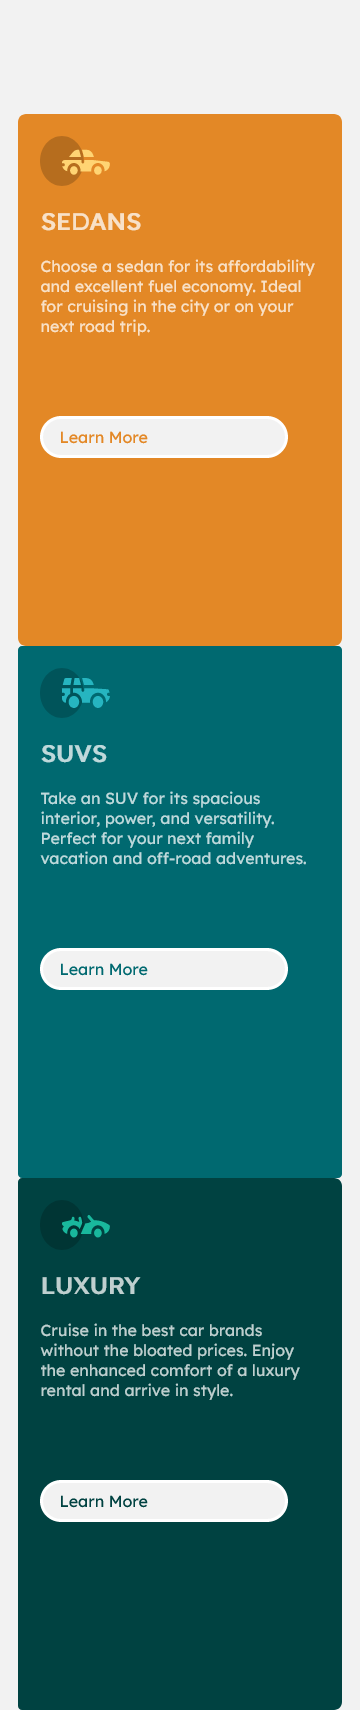 SEDANS
Choose a sedan for its affordability
and excellent fuel economy. Ideal
for cruising in the city or on your
next road trip.
Learn More
SUVS
Take an SUV for its spacious
interior, power, and versatility.
Perfect for your next family
vacation and off-road adventures.
Learn More
LUXURY
Cruise in the best car brands
without the bloated prices. Enjoy
the enhanced comfort of a luxury
rental and arrive in style.
Learn More